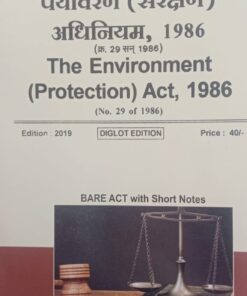 पर्यावरण (संरक्षण)
अधिनियम, 1986
(क्र. 29 सन् 1986)
The Environment
(Protection) Act, 1986
(No. 29 of 1986)
Edition : 2019 DIGLOT EDITION Price : 40/-
BARE ACT with Short Notes